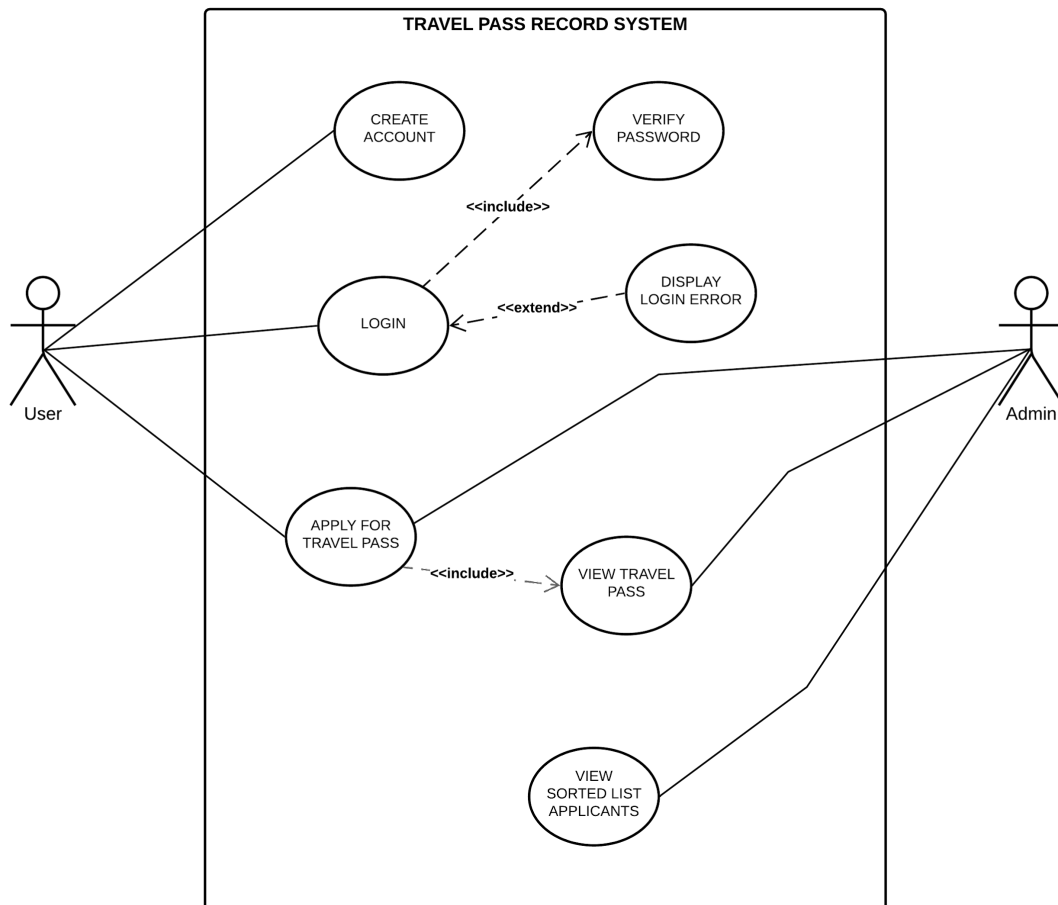 TRAVEL PASS RECORD SYSTEM
CREATE
ACCOUNT
VERIFY
PASSWORD
<<include>>
DISPLAY
LOGIN ERROR
<<extend>>
LOGIN
User
Admin
APPLY FOR
TRAVEL PASS
<<include>>
VIEW TRAVEL
PASS
VIEW
SORTED LIST
APPLICANTS